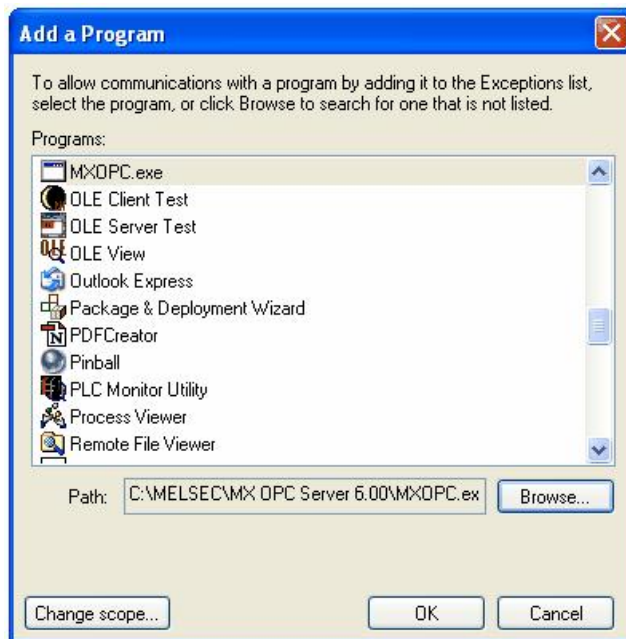 Add a Program
To allow communications with a program by adding it to the Exceptions list,
select the program, or click Browse to search for one that is not listed.
Programs:
MXOPC.exe
OLE Client Test
OLE Server Test
OLE View
Outlook Express
Package & Deployment Wizard
PDFCreator
Pinball
PLC Monitor Utility
Process Viewer
Remote File Viewer
Path: C:\MELSEC\MX OPC Server 6.00\MXOPC.ex Browse...
Change scope... OK Cancel